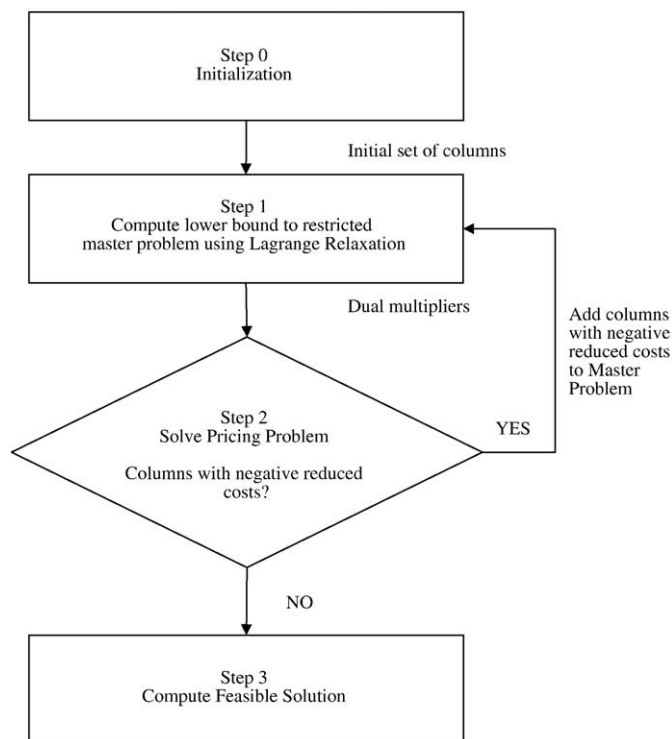 Step 0
Initialization
Initial set of columns
Step 1
Compute lower bound to restricted
master problem using Lagrange Relaxation
Dual multipliers
Add columns
with negative
reduced costs
to Master
Problem
Step 2
Solve Pricing Problem
YES
Columns with negative reduced
costs?
NO
Step 3
Compute Feasible Solution